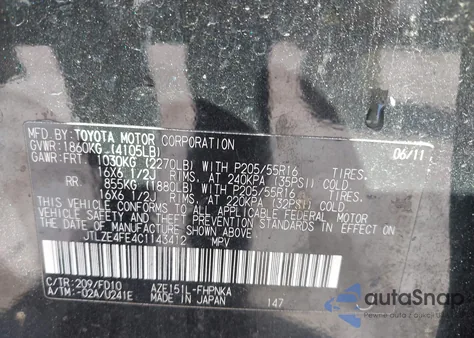 MFD.BY:TOYOTA MOTOR CORPORATION 06/11
GVWR:1860KG (4105LB)
GAWR:FRT 1030KG (2270LB) WITH P205/55R16 TIRES.
16X6 1/2J RIMS. AT 240KPA (35PSI) COLD
RR 855KG (1880LB) WITH P205/55R16 TIRES.
16X6 1/2J RIMS. AT 220KPA (32PSI) COLD
THIS VEHICLE CONFORMS TO ALL APPLICABLE FEDERAL MOTOR
VEHICLE SAFETY AND THEFT PREVENTION STANDARDS IN EFFECT ON
THE DATE OF MANUFACTURE SHOWN ABOVE.
JTLZE4FE4C1143412 MPV
C/TR:209/FD10 AZE151L-FHPNKA
A/TM:-02A/U241E MADE IN JAPAN 147
autoSnap
www.autosnap.cc